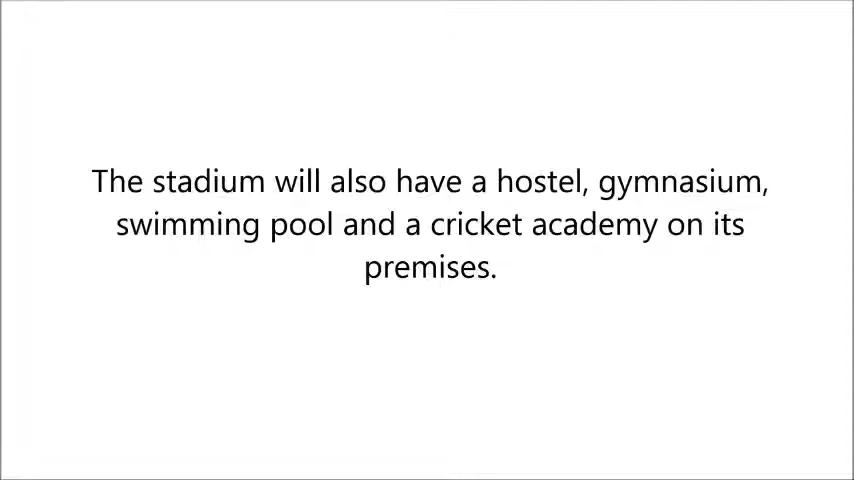 The stadium will also have a hostel, gymnasium,
swimming pool and a cricket academy on its
premises.